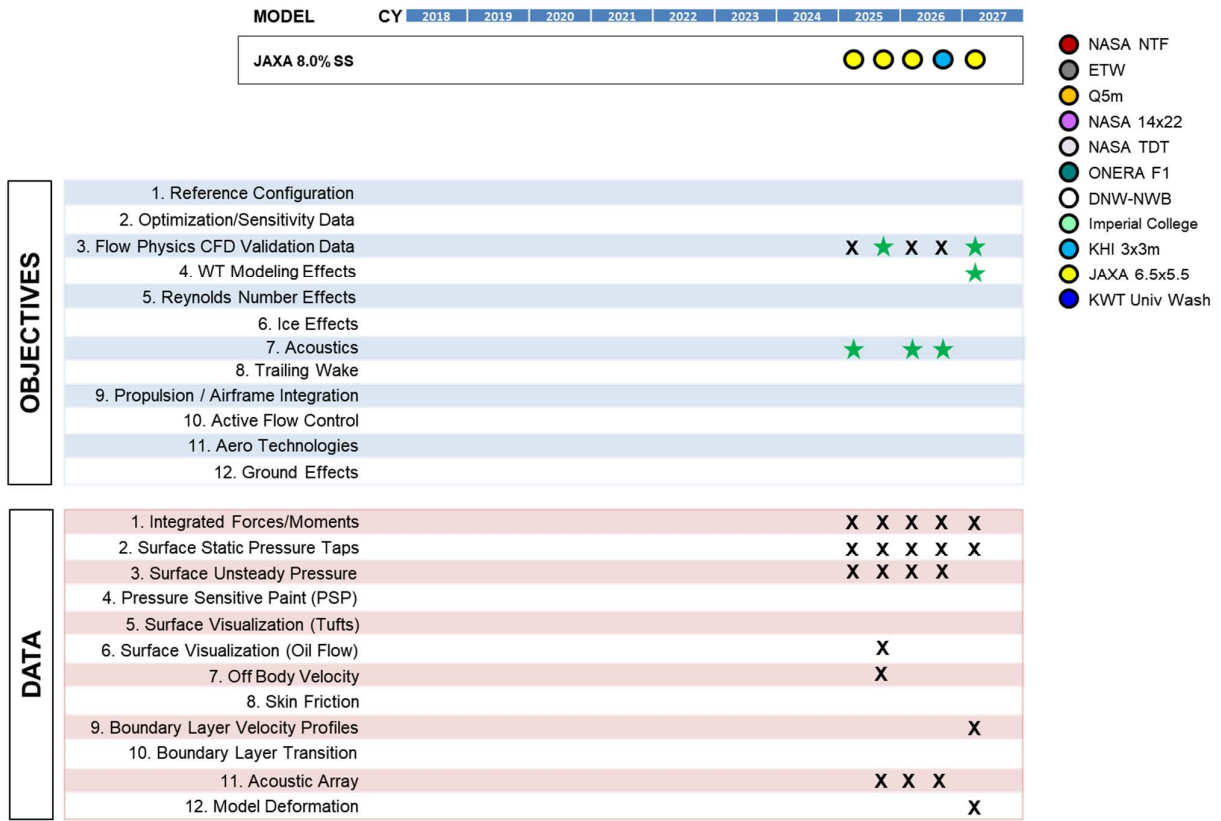 MODEL CY 2018 2019 2020 2021 2022 2023 2024 2025 2026 2027
JAXA 8.0% SS
NASA NTF
ETW
Q5m
NASA 14x22
NASA TDT
ONERA F1
DNW-NWB
Imperial College
KHI 3x3m
JAXA 6.5x5.5
KWT Univ Wash
OBJECTIVES
1. Reference Configuration
2. Optimization/Sensitivity Data
3. Flow Physics CFD Validation Data X X X
4. WT Modeling Effects
5. Reynolds Number Effects
6. Ice Effects
7. Acoustics
8. Trailing Wake
9. Propulsion / Airframe Integration
10. Active Flow Control
11. Aero Technologies
12. Ground Effects
DATA
1. Integrated Forces/Moments X X X X X
2. Surface Static Pressure Taps X X X X X
3. Surface Unsteady Pressure X X X X
4. Pressure Sensitive Paint (PSP)
5. Surface Visualization (Tufts)
6. Surface Visualization (Oil Flow) X
7. Off Body Velocity X
8. Skin Friction
9. Boundary Layer Velocity Profiles X
10. Boundary Layer Transition
11. Acoustic Array X X X
12. Model Deformation X